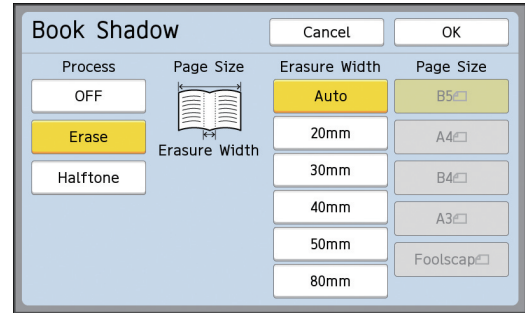 Book Shadow
Cancel
OK
Process
Page Size
Erasure Width
Page Size
OFF
Erase
Halftone
Erasure Width
Auto
20mm
30mm
40mm
50mm
80mm
B5
A4
B4
A3
Foolscap